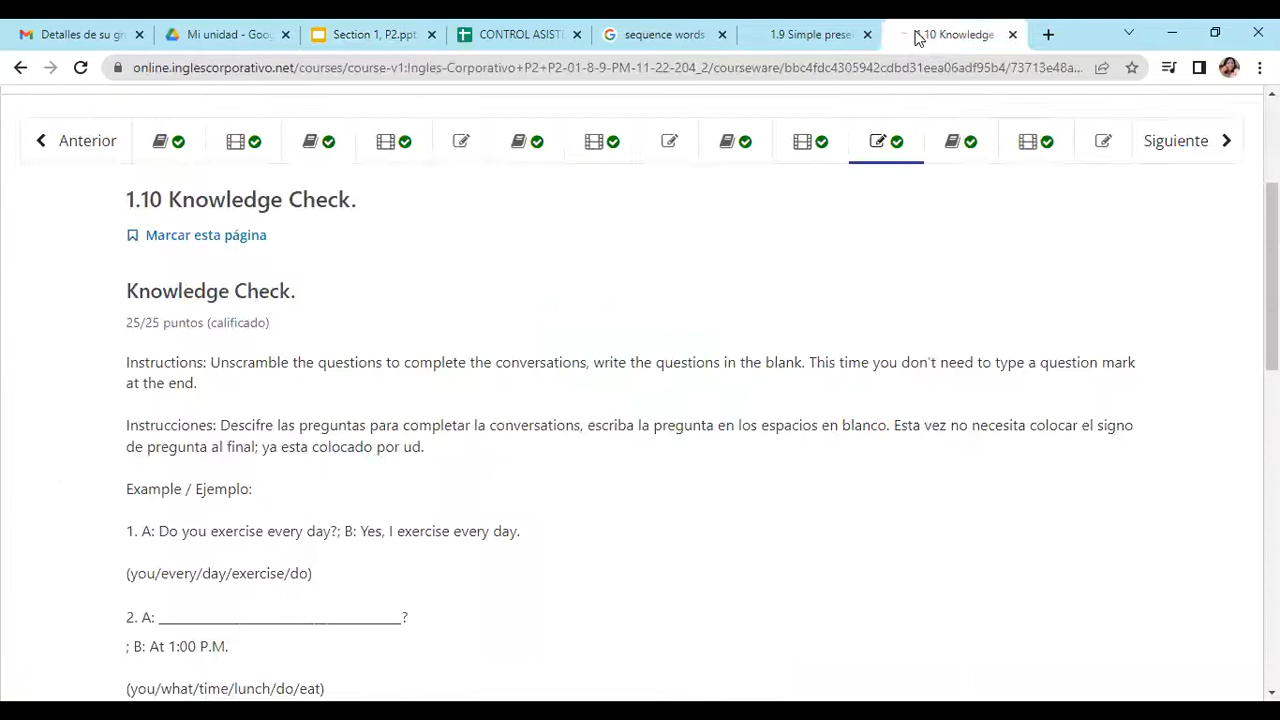 Detalles de su gr
Mi unidad - Goo
Section 1, P2.ppt
CONTROL ASIST
sequence words
1.9 Simple prese
1.10 Knowledge
online.inglescorporativo.net/courses/course-v1:Ingles-Corporativo+P2+P2-01-8-9-PM-11-22-204_2/courseware/bbc4fdc4305942cdbd31eea06adf95b4/73713e48a...
Anterior
Siguiente
1.10 Knowledge Check.
Marcar esta página
Knowledge Check.
25/25 puntos (calificado)
Instructions: Unscramble the questions to complete the conversations, write the questions in the blank. This time you don't need to type a question mark
at the end.
Instrucciones: Descifre las preguntas para completar la conversations, escriba la pregunta en los espacios en blanco. Esta vez no necesita colocar el signo
de pregunta al final; ya esta colocado por ud.
Example / Ejemplo:
1. A: Do you exercise every day?; B: Yes, I exercise every day.
(you/every/day/exercise/do)
2. A: ______________________________?
; B: At 1:00 P.M.
(you/what/time/lunch/do/eat)